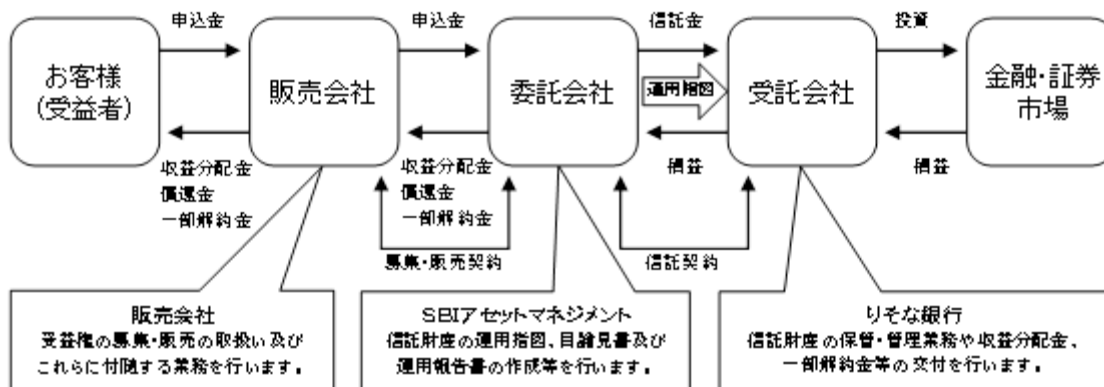 申込金
申込金
信託金
投資
お客様
(受益者)
販売会社
委託会社
運用指図
受託会社
金融・証券
市場
収益分配金
償還金
一部解約金
収益分配金
償還金
一部解約金
損益
損益
募集・販売契約
信託契約
販売会社
受益権の募集・販売の取扱い及び
これらに付随する業務を行います。
SBIアセットマネジメント
信託財産の運用指図、目論見書及び
運用報告書の作成等を行います。
りそな銀行
信託財産の保管・管理業務や収益分配金、
一部解約金等の交付を行います。